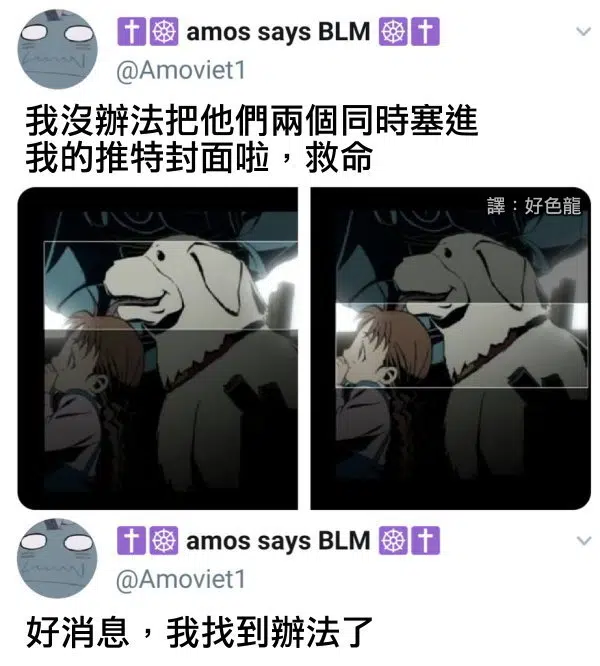 ✝️☸️ amos says BLM ☸️✝️
@Amoviet1
我沒辦法把他們兩個同時塞進
我的推特封面啦，救命
譯：好色龍
✝️☸️ amos says BLM ☸️✝️
@Amoviet1
好消息，我找到辦法了